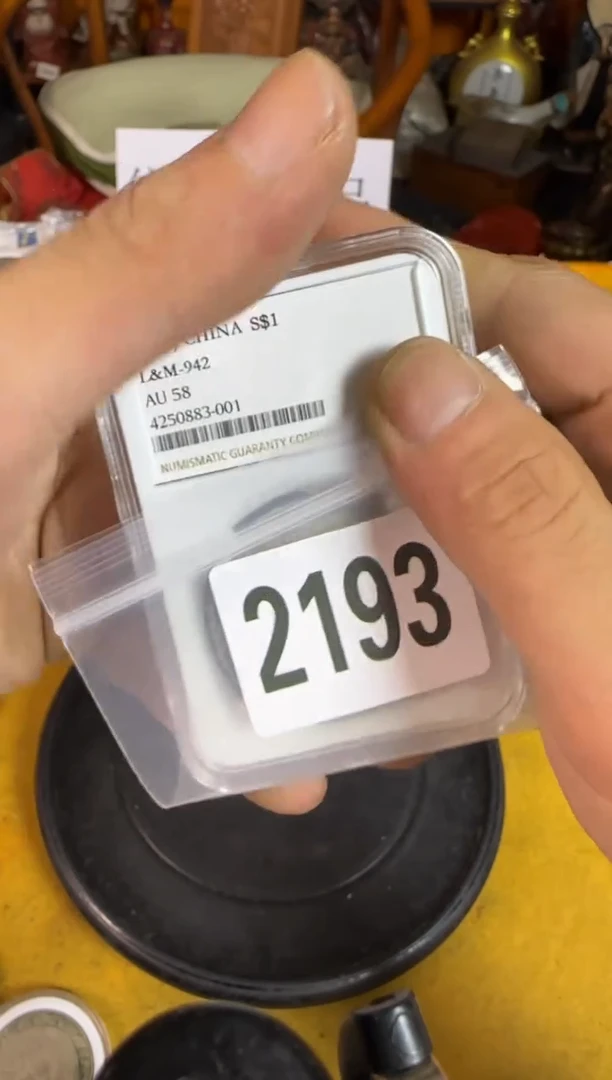 CHINA S$1
L&M-942
AU 58
4250883-001
NUMISMATIC GUARANTY
2193